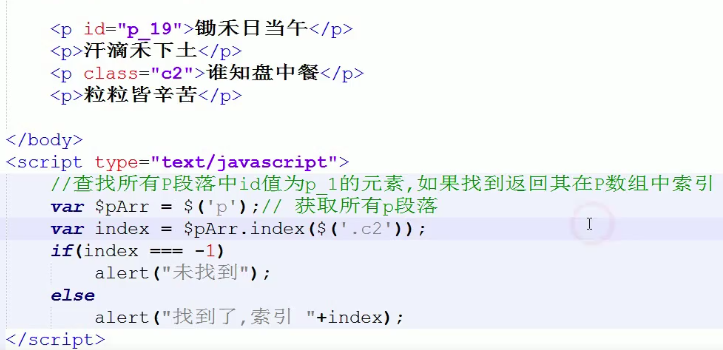 <p id="p_19">锄禾日当午</p>
<p>汗滴禾下土</p>
<p class="c2">谁知盘中餐</p>
<p>粒粒皆辛苦</p>
</body>
<script type="text/javascript">
//查找所有P段落中id值为p_1的元素,如果找到返回其在P数组中索引
var $pArr = $('p');// 获取所有p段落
var index = $pArr.index($('.c2'));
if(index === -1)
alert("未找到");
else
alert("找到了,索引 "+index);
</script>